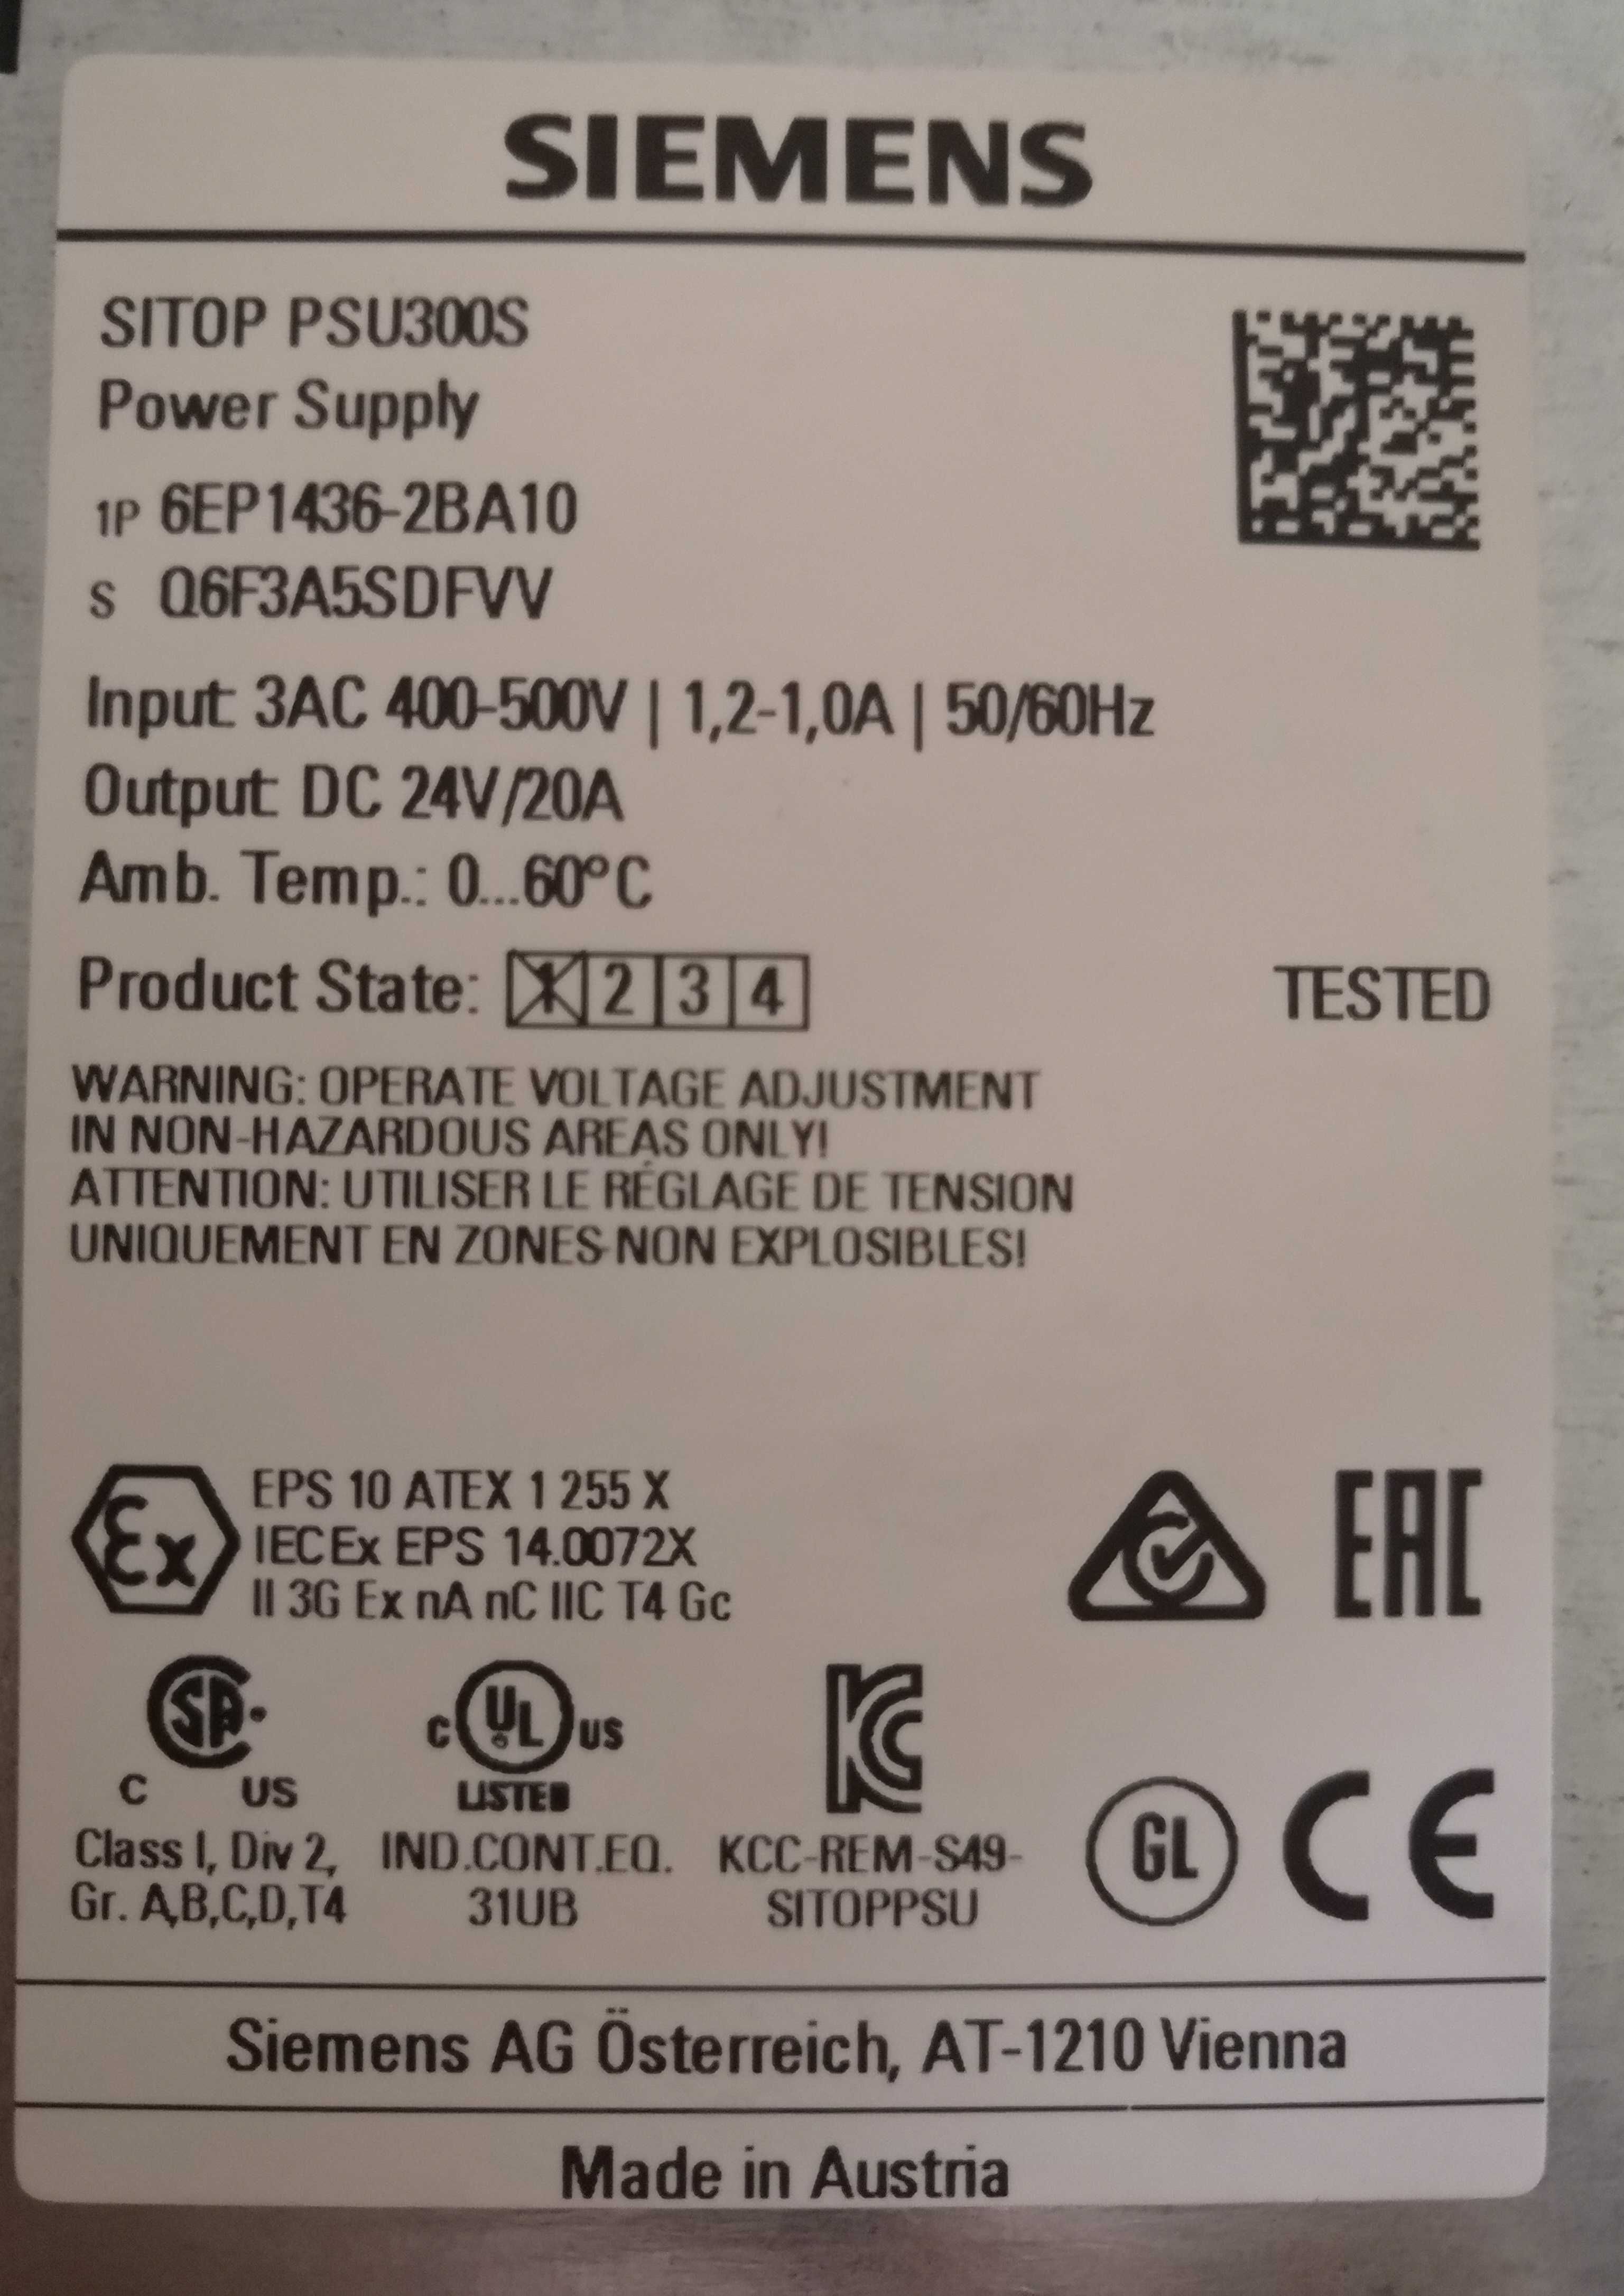 SIEMENS
SITOP PSU300S
Power Supply
1P 6EP1436-2BA10
S Q6F3A5SDFVV
Input: 3AC 400-500V | 1,2-1,0A | 50/60Hz
Output: DC 24V/20A
Amb. Temp.: 0...60°C
Product State: 1 2 3 4
TESTED
WARNING: OPERATE VOLTAGE ADJUSTMENT
IN NON-HAZARDOUS AREAS ONLY!
ATTENTION: UTILISER LE RÉGLAGE DE TENSION
UNIQUEMENT EN ZONES NON EXPLOSIBLES!
Ex
EPS 10 ATEX 1 255 X
IECEx EPS 14.0072X
II 3G Ex nA nC IIC T4 Gc
EAC
SA
C US
Class I, Div 2,
Gr. A,B,C,D,T4
C UL US
LISTED
IND.CONT.EQ.
31UB
KC
KCC-REM-S49-
SITOPPSU
GL
CE
Siemens AG Österreich, AT-1210 Vienna
Made in Austria